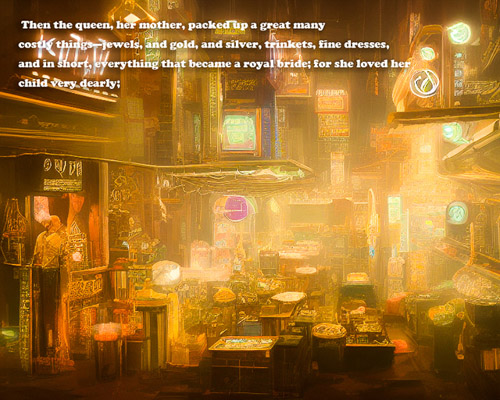 Then the queen, her mother, packed up a great many
costly things—jewels, and gold, and silver, trinkets, fine dresses,
and in short, everything that became a royal bride; for she loved her
child very dearly;